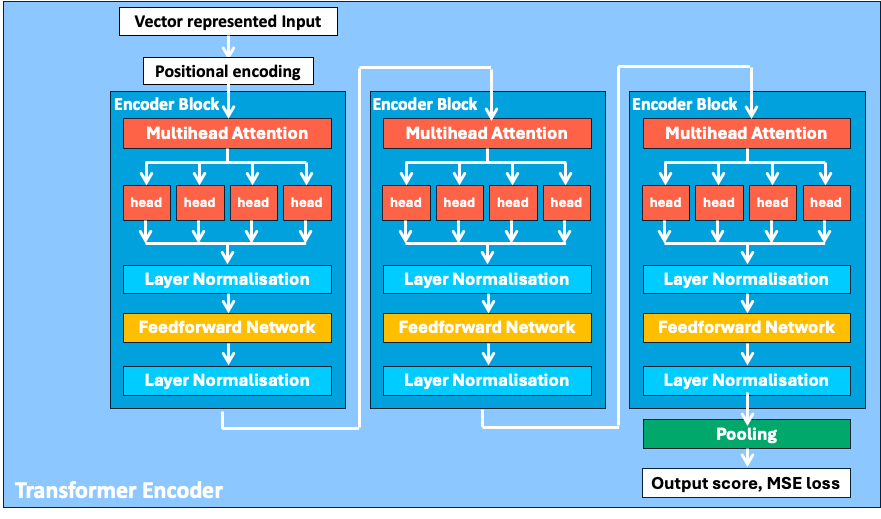 Vector represented Input
Positional encoding
Encoder Block
Multihead Attention
head head head head
Layer Normalisation
Feedforward Network
Layer Normalisation
Encoder Block
Multihead Attention
head head head head
Layer Normalisation
Feedforward Network
Layer Normalisation
Encoder Block
Multihead Attention
head head head head
Layer Normalisation
Feedforward Network
Layer Normalisation
Pooling
Output score, MSE loss
Transformer Encoder